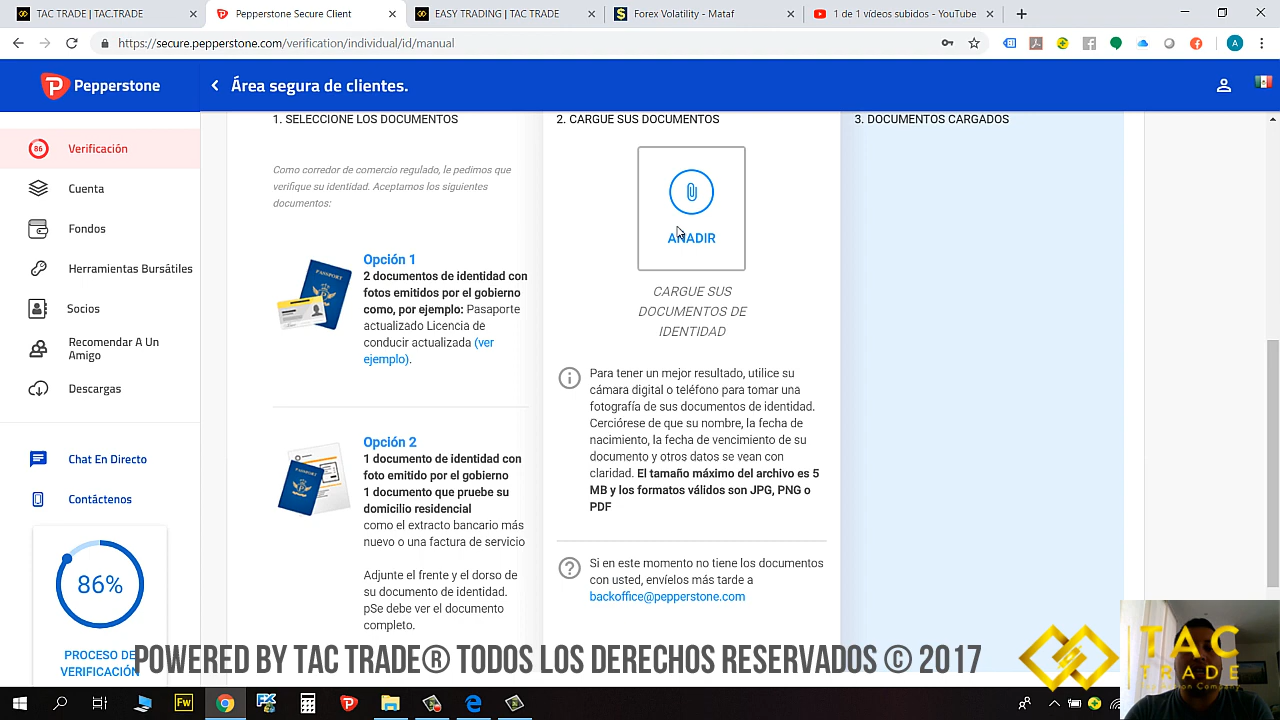 TAC TRADE | TAC.TRADE
Pepperstone Secure Client
EASY TRADING | TAC TRADE
Forex Volatility - Mataf
1 de 1 vídeos subidos - YouTube
https://secure.pepperstone.com/verification/individual/id/manual
A
Pepperstone
Área segura de clientes.
86
Verificación
Cuenta
Fondos
Herramientas Bursátiles
Socios
Recomendar A Un
Amigo
Descargas
Chat En Directo
Contáctenos
86%
PROCESO DE
VERIFICACIÓN
1. SELECCIONE LOS DOCUMENTOS
Como corredor de comercio regulado, le pedimos que
verifique su identidad. Aceptamos los siguientes
documentos:
PASSPORT
Opción 1
2 documentos de identidad con
fotos emitidos por el gobierno
como, por ejemplo: Pasaporte
actualizado Licencia de
conducir actualizada (ver
ejemplo).
PASSPORT
Opción 2
1 documento de identidad con
foto emitido por el gobierno
1 documento que pruebe su
domicilio residencial
como el extracto bancario más
nuevo o una factura de servicio
Adjunte el frente y el dorso de
su documento de identidad.
pSe debe ver el documento
completo.
2. CARGUE SUS DOCUMENTOS
AÑADIR
CARGUE SUS
DOCUMENTOS DE
IDENTIDAD
Para tener un mejor resultado, utilice su
cámara digital o teléfono para tomar una
fotografía de sus documentos de identidad.
Cerciórese de que su nombre, la fecha de
nacimiento, la fecha de vencimiento de su
documento y otros datos se vean con
claridad. El tamaño máximo del archivo es 5
MB y los formatos válidos son JPG, PNG o
PDF
Si en este momento no tiene los documentos
con usted, envíelos más tarde a
backoffice@pepperstone.com
3. DOCUMENTOS CARGADOS
POWERED BY TAC TRADE® TODOS LOS DERECHOS RESERVADOS © 2017
TAC
TRADE
Fw